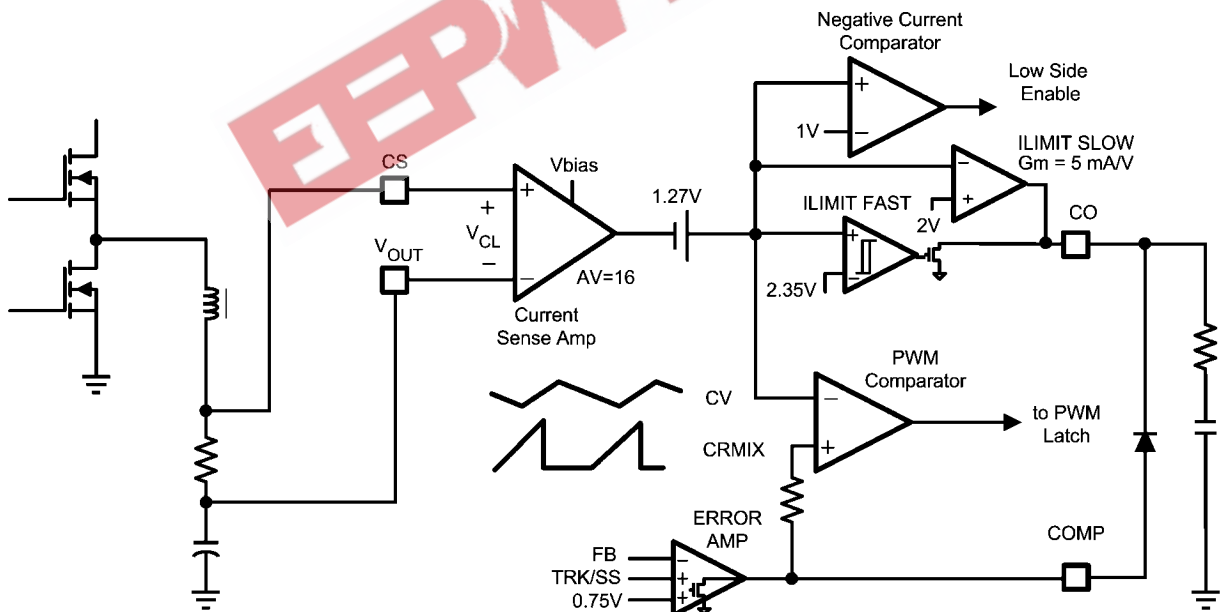 EEPW
Negative Current
Comparator
Low Side
Enable
+
1V
−
ILIMIT SLOW
Gm = 5 mA/V
−
+
2V
CS
Vbias
1.27V
+
VCL
−
+
−
AV=16
VOUT
Current
Sense Amp
ILIMIT FAST
+
−
2.35V
CO
PWM
Comparator
CV
−
to PWM
Latch
CRMIX
+
ERROR
AMP
COMP
FB
−
TRK/SS
+
0.75V
+